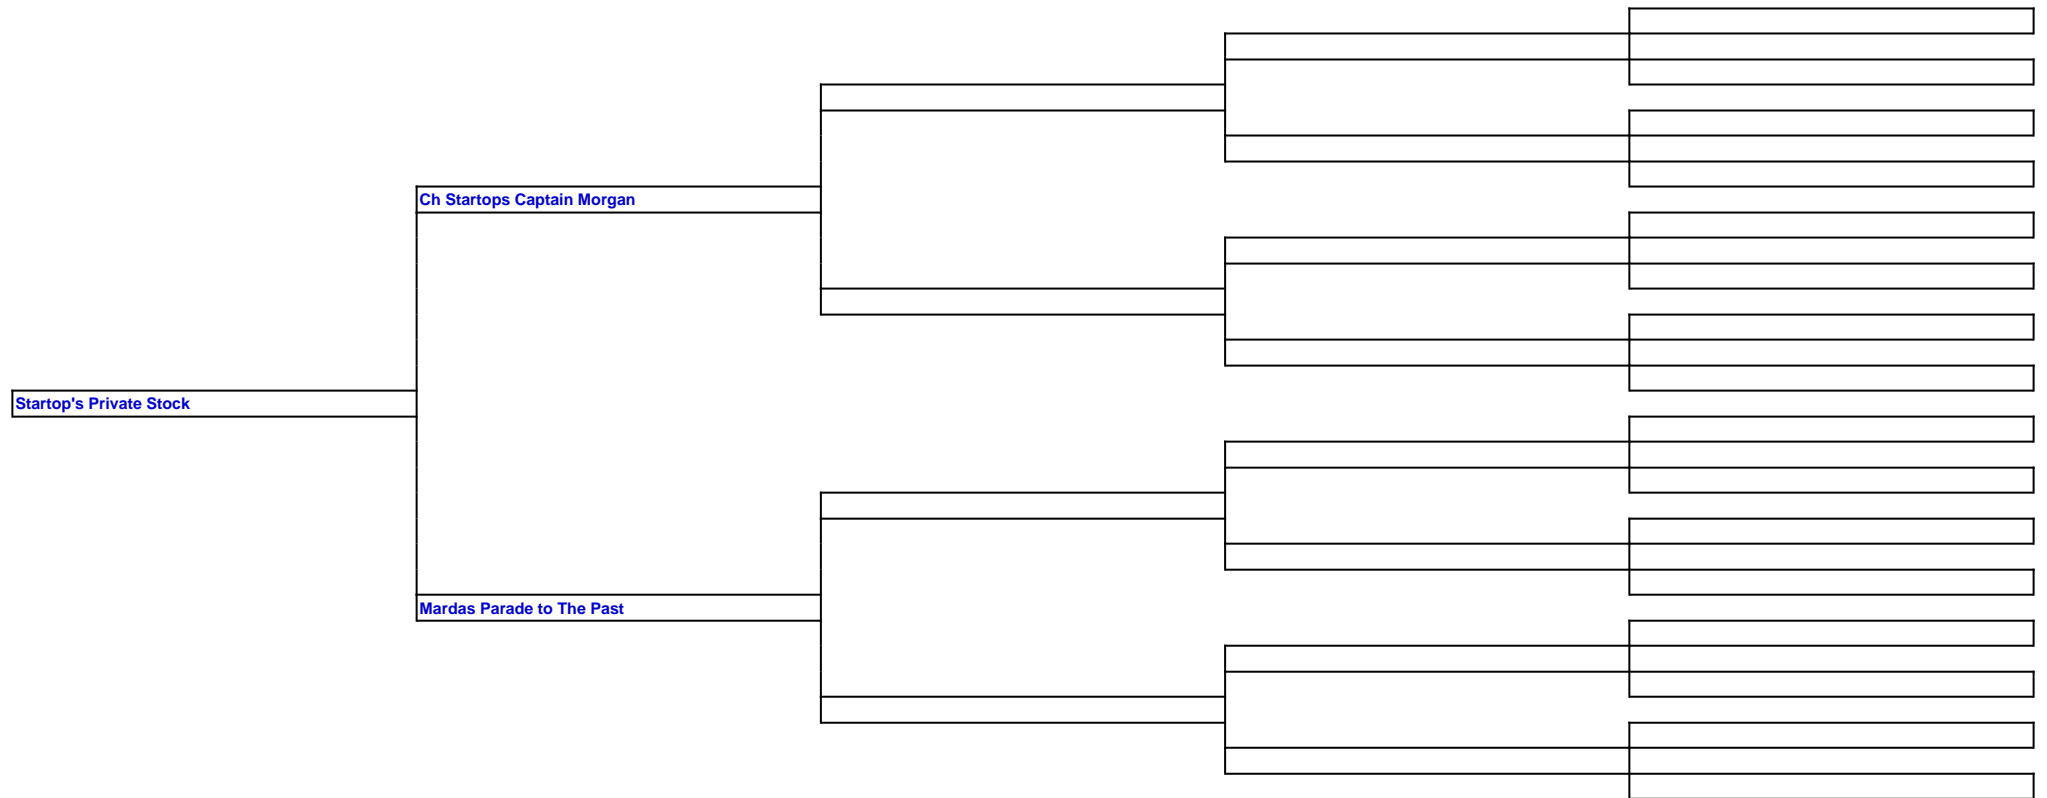 Ch Startops Captain Morgan
Startop's Private Stock
Mardas Parade to The Past